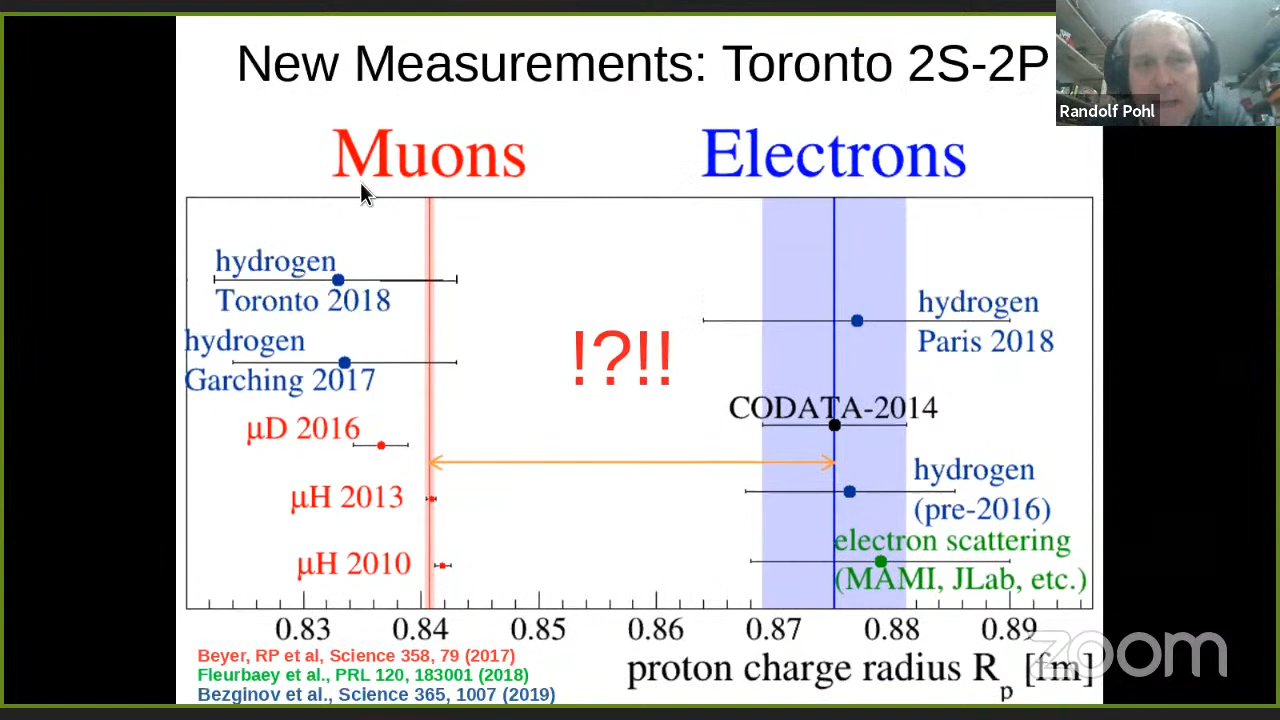 New Measurements: Toronto 2S-2P
Randolf Pohl
Muons
Electrons
hydrogen
Toronto 2018
hydrogen
Garching 2017
µD 2016
µH 2013
µH 2010
!?!!
hydrogen
Paris 2018
CODATA-2014
hydrogen
(pre-2016)
electron scattering
(MAMI, JLab, etc.)
0.83 0.84 0.85 0.86 0.87 0.88 0.89
proton charge radius Rp [fm]
Beyer, RP et al, Science 358, 79 (2017)
Fleurbaey et al., PRL 120, 183001 (2018)
Bezginov et al., Science 365, 1007 (2019)
zoom